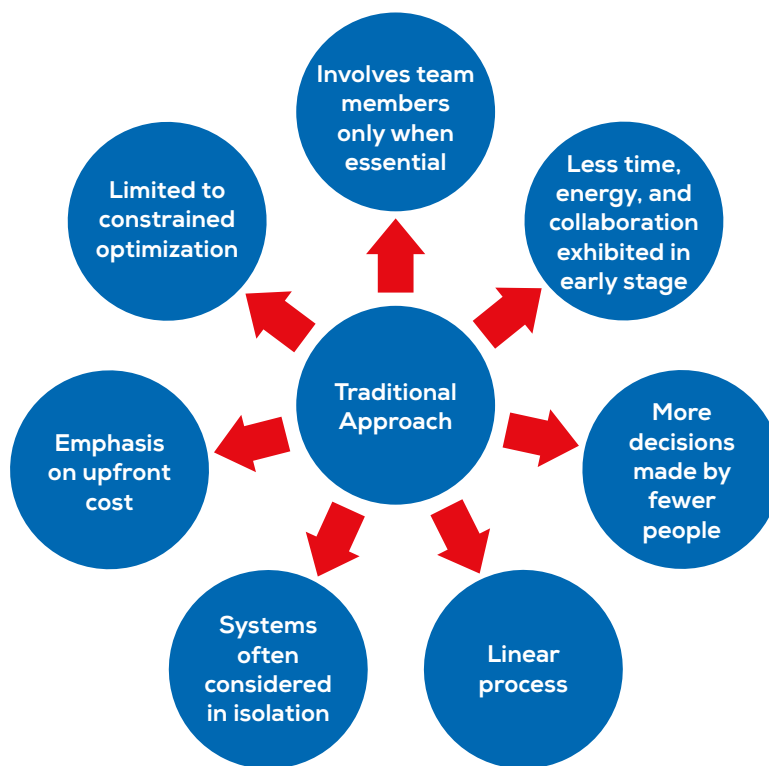 Involves team
members
only when
essential
Less time,
energy, and
collaboration
exhibited in
early stage
More
decisions
made by
fewer
people
Linear
process
Systems
often
considered
in isolation
Emphasis
on upfront
cost
Limited to
constrained
optimization
Traditional
Approach